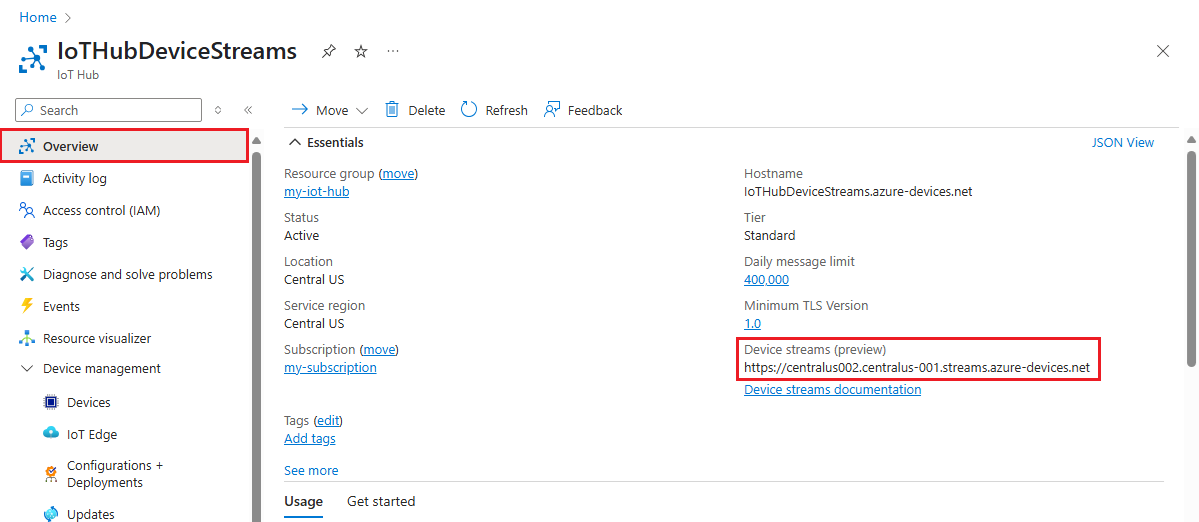 Home
IoTHubDeviceStreams
IoT Hub
Search
Move
Delete
Refresh
Feedback
Overview
Activity log
Access control (IAM)
Tags
Diagnose and solve problems
Events
Resource visualizer
Device management
Devices
IoT Edge
Configurations +
Deployments
Updates
Essentials
JSON View
Resource group (move)
my-iot-hub
Status
Active
Location
Central US
Service region
Central US
Subscription (move)
my-subscription
Hostname
IoTHubDeviceStreams.azure-devices.net
Tier
Standard
Daily message limit
400,000
Minimum TLS Version
1.0
Device streams (preview)
https://centralus002.centralus-001.streams.azure-devices.net
Device streams documentation
Tags (edit)
Add tags
See more
Usage
Get started